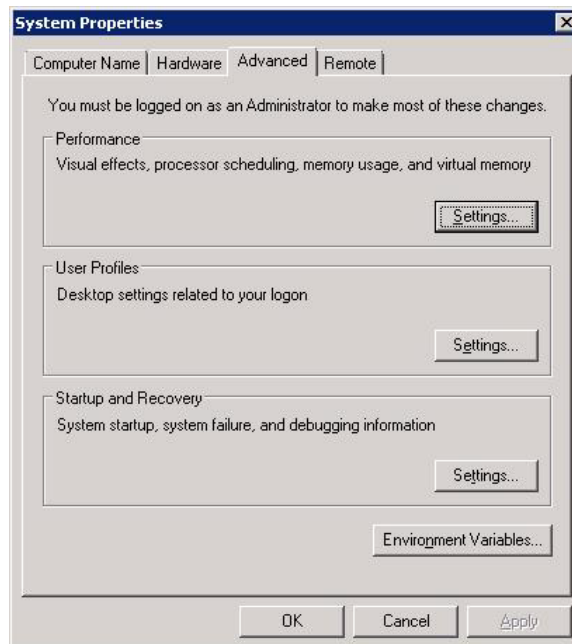 System Properties
Computer Name Hardware Advanced Remote
You must be logged on as an Administrator to make most of these changes.
Performance
Visual effects, processor scheduling, memory usage, and virtual memory
Settings...
User Profiles
Desktop settings related to your logon
Settings...
Startup and Recovery
System startup, system failure, and debugging information
Settings...
Environment Variables...
OK Cancel Apply